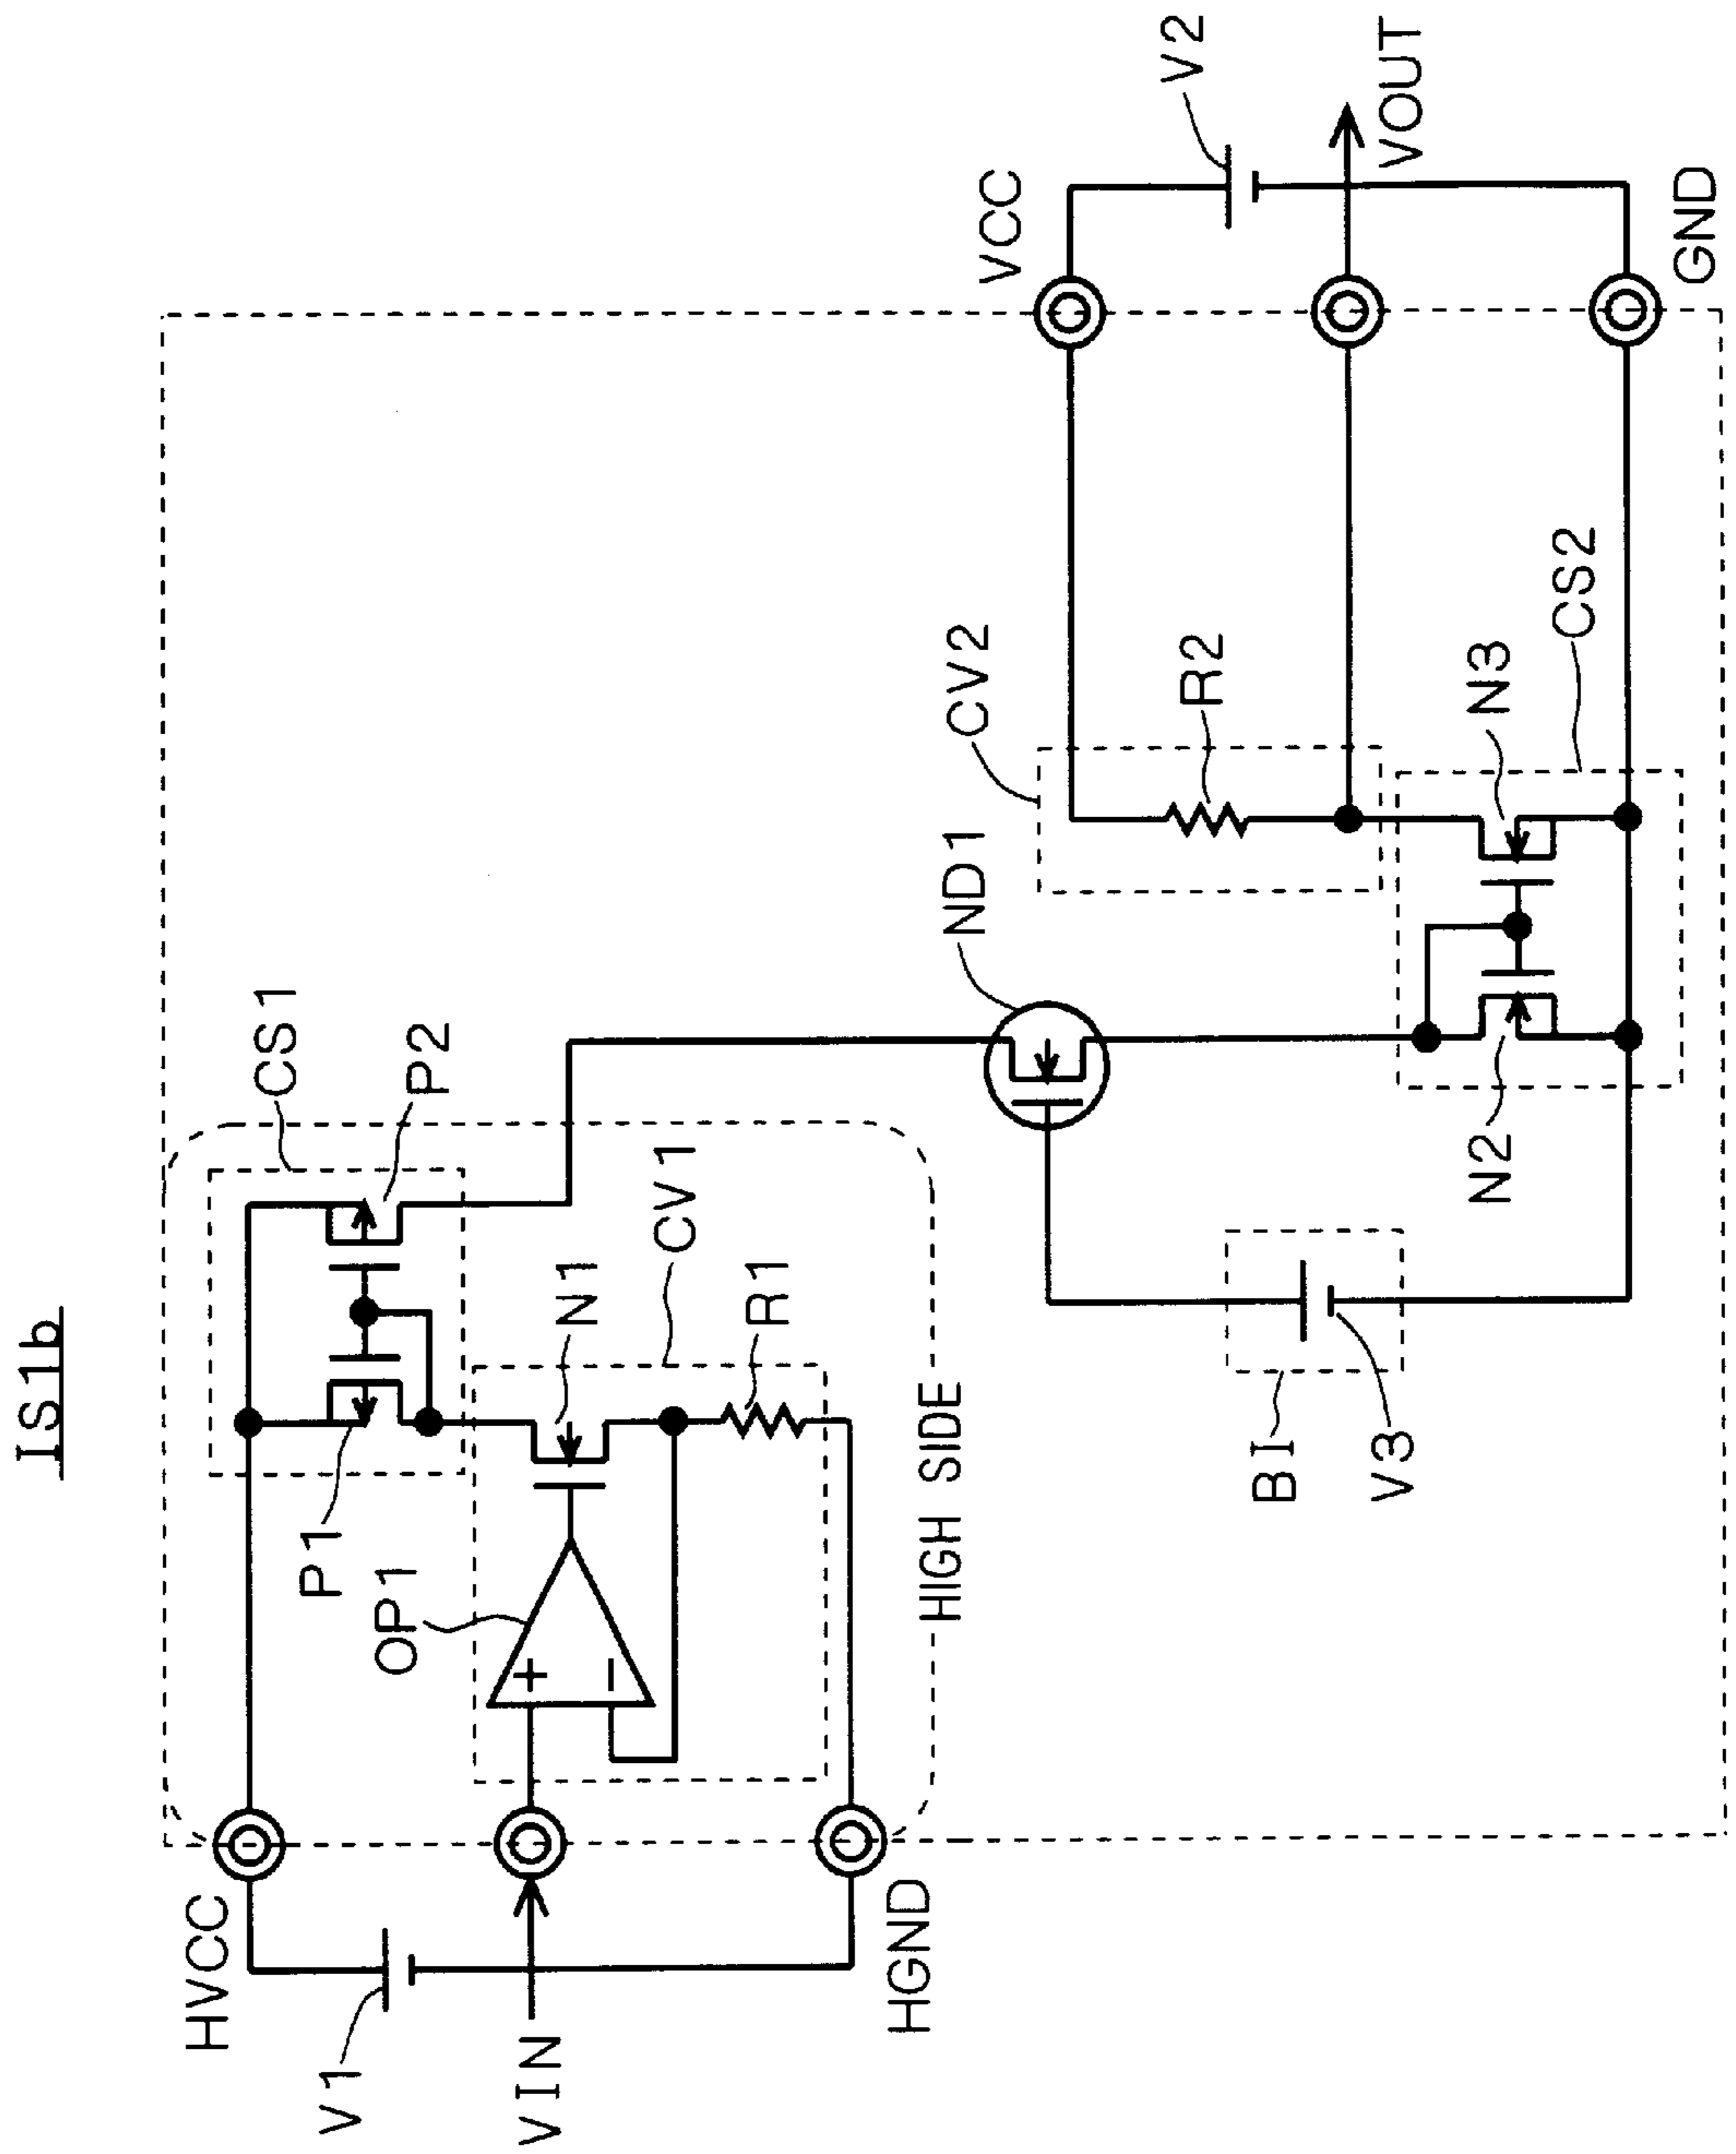 IS1b
HVCC
V1
VIN
HGND
P1
OP1
CS1
P2
N1
CV1
R1
HIGH SIDE
BI
V3
ND1
N2
CV2
R2
N3
CS2
VCC
V2
VOUT
GND